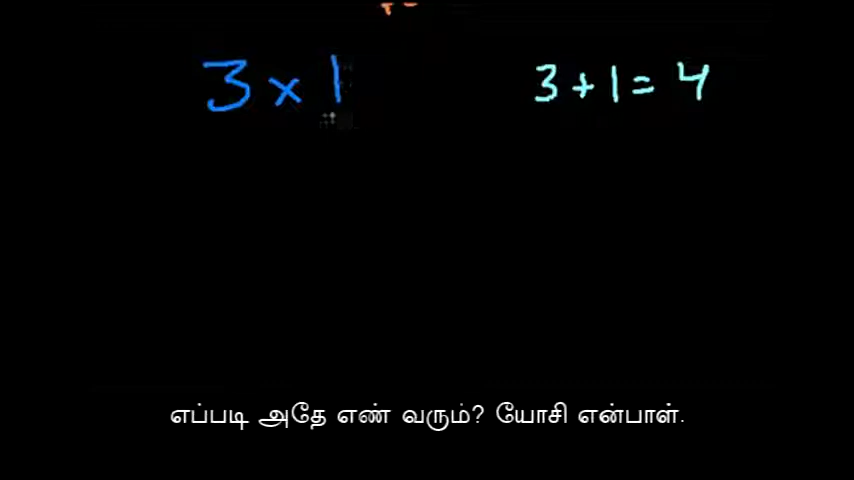 3 x 1 3 + 1 = 4
எப்படி அதே எண் வரும்? யோசி என்பாள்.